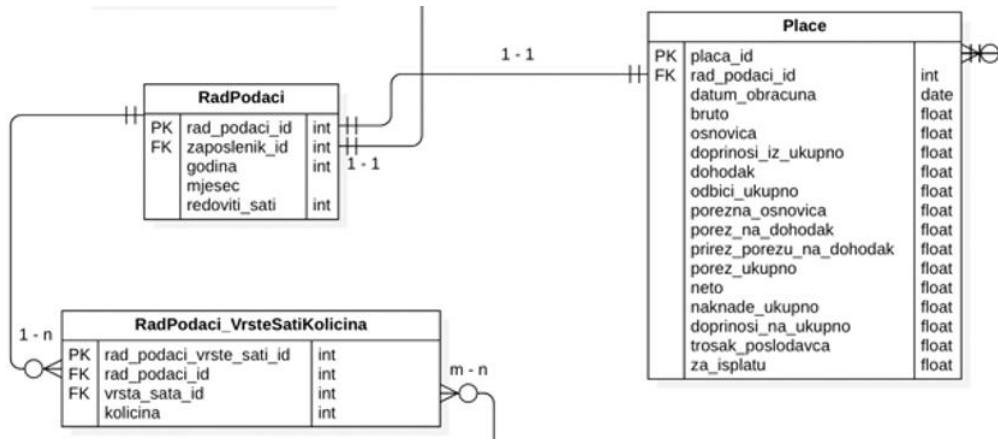 1 - 1
Place
PK placa_id
FK rad_podaci_id int
datum_obracuna date
bruto float
osnovica float
doprinosi_iz_ukupno float
dohodak float
odbici_ukupno float
porezna_osnovica float
porez_na_dohodak float
prirez_porezu_na_dohodak float
porez_ukupno float
neto float
naknade_ukupno float
doprinosi_na_ukupno float
trosak_poslodavca float
za_isplatu float
RadPodaci
PK rad_podaci_id int
FK zaposlenik_id int
godina int
mjesec
redoviti_sati int
1 - 1
1 - n
RadPodaci_VrsteSatiKolicina
PK rad_podaci_vrste_sati_id int
FK rad_podaci_id int
FK vrsta_sata_id int
kolicina int
m - n